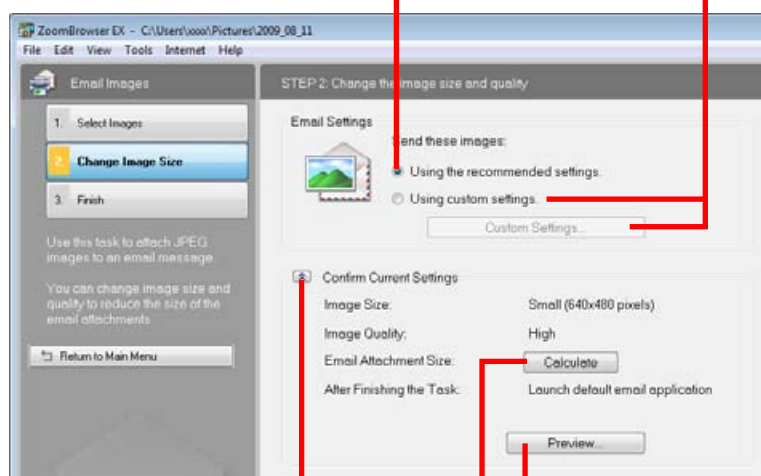 ZoomBrowser EX - C:\Users\xxxx\Pictures\2009_08_11
File Edit View Tools Internet Help
Email Images
1. Select Images
2. Change Image Size
3. Finish
Use this task to attach JPEG
images to an email message.
You can change image size and
quality to reduce the size of the
email attachments.
Return to Main Menu
STEP 2: Change the image size and quality
Email Settings
Send these images:
Using the recommended settings.
Using custom settings.
Custom Settings...
Confirm Current Settings
Image Size: Small (640x480 pixels)
Image Quality: High
Email Attachment Size: Calculate
After Finishing the Task: Launch default email application
Preview...